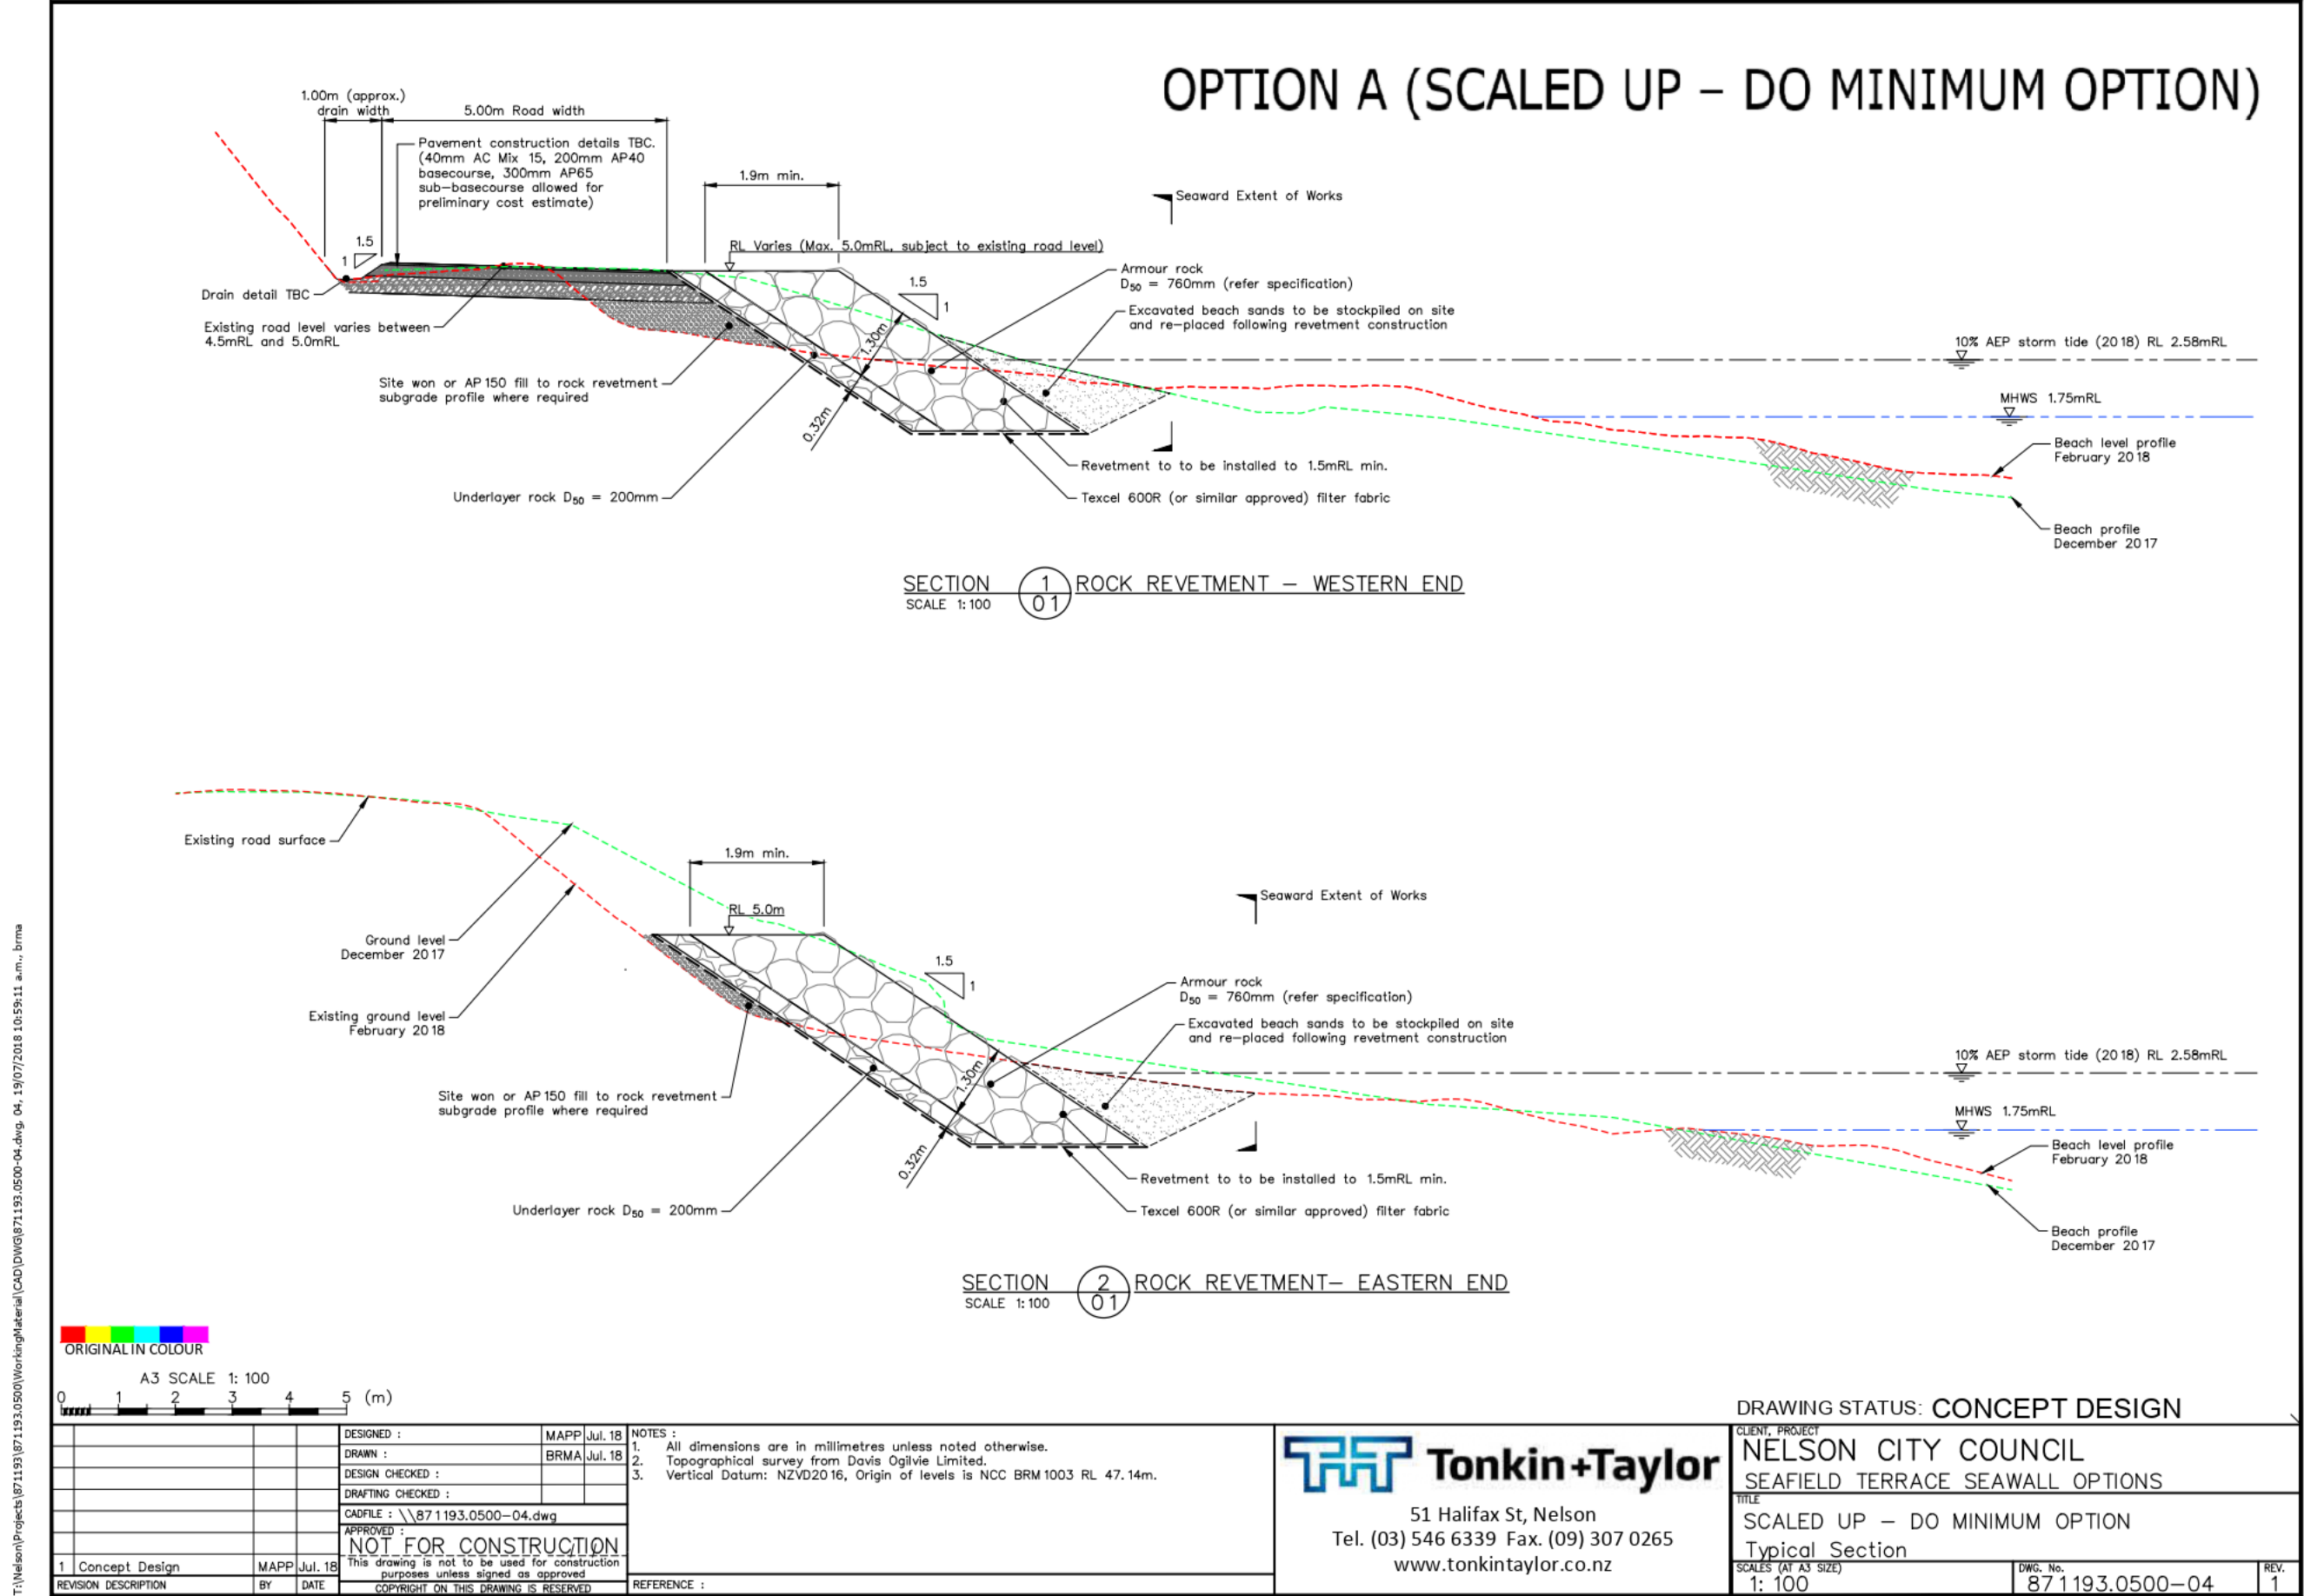 OPTION A (SCALED UP – DO MINIMUM OPTION)
1.00m (approx.)
drain width
5.00m Road width
Pavement construction details TBC.
(40mm AC Mix 15, 200mm AP40
basecourse, 300mm AP65
sub–basecourse allowed for
preliminary cost estimate)
1.9m min.
Seaward Extent of Works
1.5
1
RL Varies (Max. 5.0mRL, subject to existing road level)
Armour rock
D50 = 760mm (refer specification)
1.5
1
Drain detail TBC
Excavated beach sands to be stockpiled on site
and re–placed following revetment construction
Existing road level varies between
4.5mRL and 5.0mRL
1.30m
10% AEP storm tide (2018) RL 2.58mRL
Site won or AP150 fill to rock revetment
subgrade profile where required
MHWS 1.75mRL
0.32m
Beach level profile
February 2018
Revetment to to be installed to 1.5mRL min.
Underlayer rock D50 = 200mm
Texcel 600R (or similar approved) filter fabric
Beach profile
December 2017
SECTION
SCALE 1:100
1
01
ROCK REVETMENT – WESTERN END
Existing road surface
1.9m min.
Seaward Extent of Works
RL 5.0m
Ground level
December 2017
1.5
1
Armour rock
D50 = 760mm (refer specification)
Existing ground level
February 2018
Excavated beach sands to be stockpiled on site
and re–placed following revetment construction
1.30m
10% AEP storm tide (2018) RL 2.58mRL
Site won or AP150 fill to rock revetment
subgrade profile where required
MHWS 1.75mRL
0.32m
Beach level profile
February 2018
Revetment to to be installed to 1.5mRL min.
Underlayer rock D50 = 200mm
Texcel 600R (or similar approved) filter fabric
Beach profile
December 2017
SECTION
SCALE 1:100
2
01
ROCK REVETMENT– EASTERN END
T:\Nelson\Projects\871193\871193.0500\WorkingMaterial\CAD\DWG\871193.0500-04.dwg, 04, 19/07/2018 10:59:11 a.m., brma
ORIGINAL IN COLOUR
A3 SCALE 1:100
0 1 2 3 4 5 (m)
DRAWING STATUS: CONCEPT DESIGN
1 Concept Design MAPP Jul.18
REVISION DESCRIPTION BY DATE
DESIGNED : MAPP Jul.18
DRAWN : BRMA Jul.18
DESIGN CHECKED :
DRAFTING CHECKED :
CADFILE : \\871193.0500–04.dwg
APPROVED :
NOT FOR CONSTRUCTION
This drawing is not to be used for construction
purposes unless signed as approved
COPYRIGHT ON THIS DRAWING IS RESERVED
NOTES :
1. All dimensions are in millimetres unless noted otherwise.
2. Topographical survey from Davis Ogilvie Limited.
3. Vertical Datum: NZVD2016, Origin of levels is NCC BRM1003 RL 47.14m.
REFERENCE :
Tonkin+Taylor
51 Halifax St, Nelson
Tel. (03) 546 6339 Fax. (09) 307 0265
www.tonkintaylor.co.nz
CLIENT, PROJECT
NELSON CITY COUNCIL
SEAFIELD TERRACE SEAWALL OPTIONS
TITLE
SCALED UP – DO MINIMUM OPTION
Typical Section
SCALES (AT A3 SIZE)
1:100
DWG. No.
871193.0500–04
REV.
1